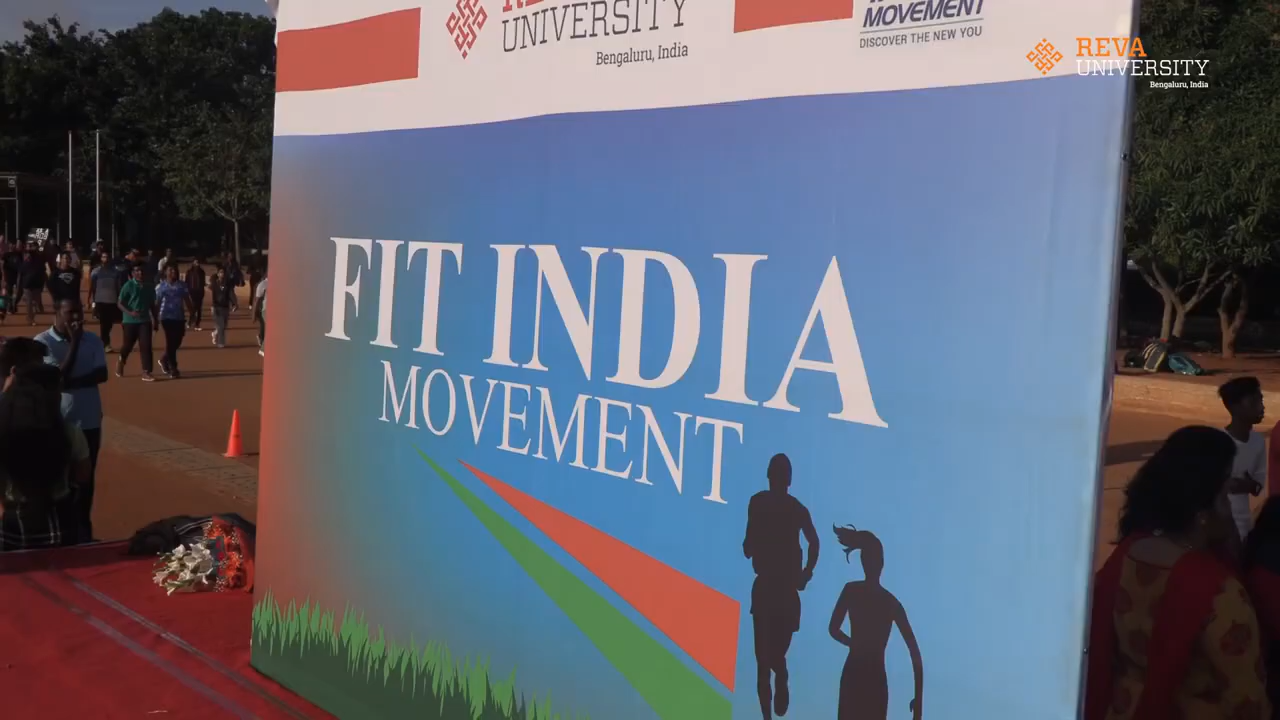 UNIVERSITY
Bengaluru, India
MOVEMENT
DISCOVER THE NEW YOU
REVA
UNIVERSITY
Bengaluru, India
FIT INDIA
MOVEMENT